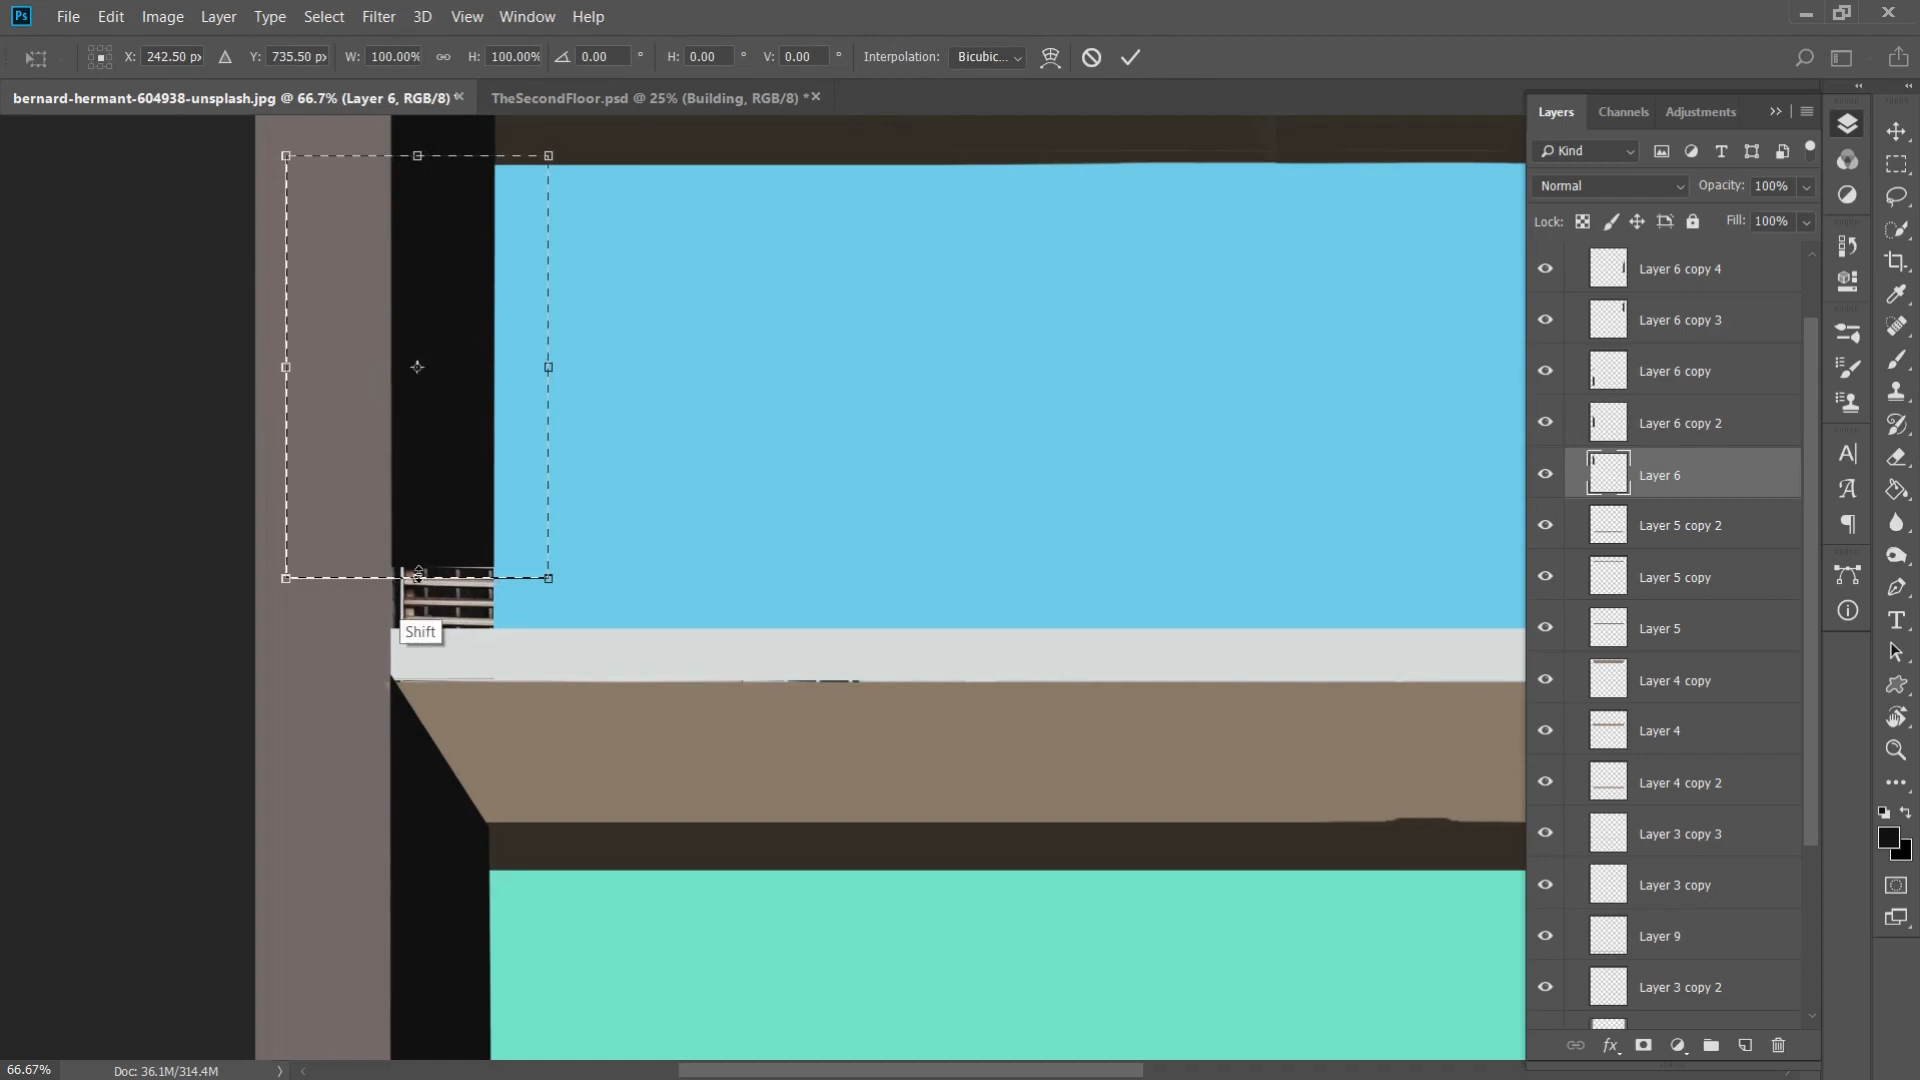 Ps File Edit Image Layer Type Select Filter 3D View Window Help
X: 242.50 px Y: 735.50 px W: 100.00% H: 100.00% 0.00 ° H: 0.00 ° V: 0.00 ° Interpolation: Bicubic...
bernard-hermant-604938-unsplash.jpg @ 66.7% (Layer 6, RGB/8) * TheSecondFloor.psd @ 25% (Building, RGB/8) *
Layers Channels Adjustments
Kind
Normal Opacity: 100%
Lock: Fill: 100%
Layer 6 copy 4
Layer 6 copy 3
Layer 6 copy
Layer 6 copy 2
Layer 6
Layer 5 copy 2
Layer 5 copy
Layer 5
Layer 4 copy
Layer 4
Layer 4 copy 2
Layer 3 copy 3
Layer 3 copy
Layer 9
Layer 3 copy 2
Shift
66.67% Doc: 36.1M/314.4M